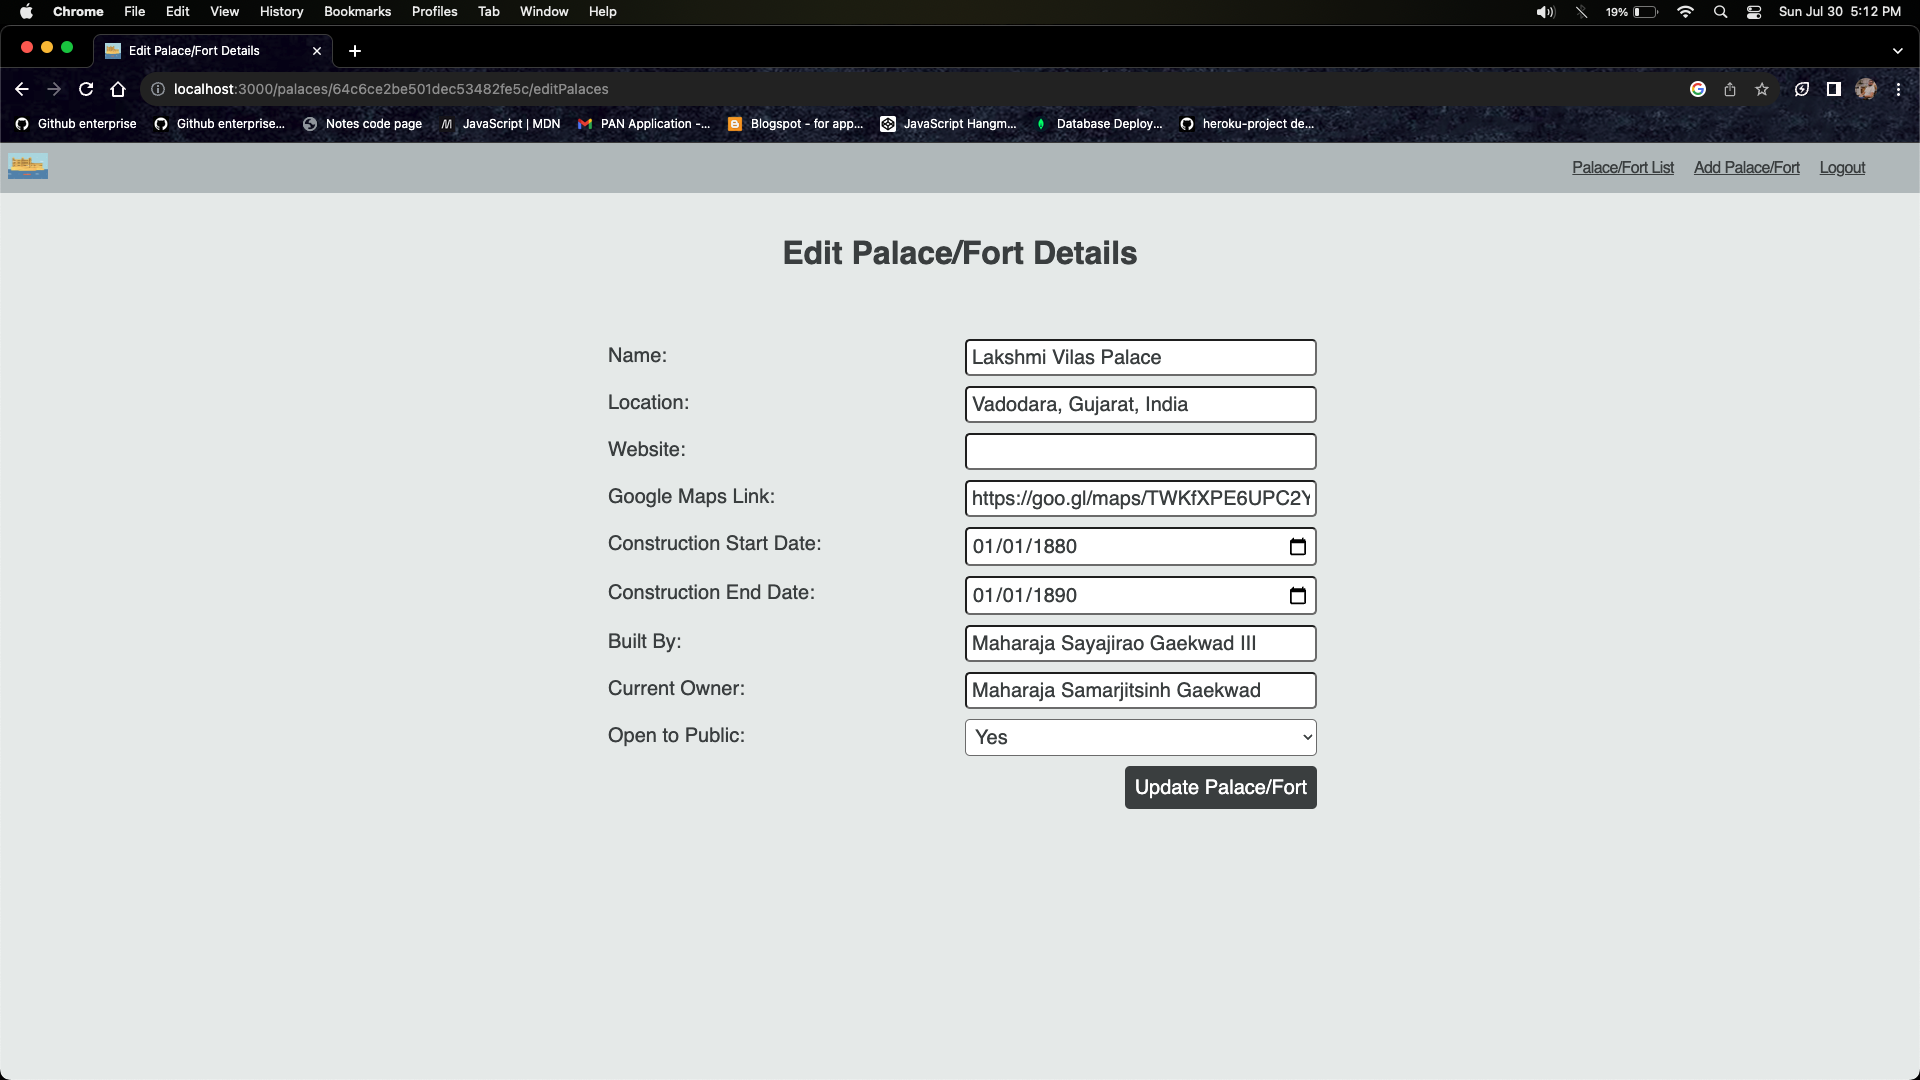 Chrome File Edit View History Bookmarks Profiles Tab Window Help 19% Sun Jul 30 5:12 PM
Edit Palace/Fort Details
localhost:3000/palaces/64c6ce2be501dec53482fe5c/editPalaces
Github enterprise Github enterprise... Notes code page JavaScript | MDN PAN Application -... Blogspot - for app... JavaScript Hangm... Database Deploy... heroku-project de...
Palace/Fort List Add Palace/Fort Logout
Edit Palace/Fort Details
Name: Lakshmi Vilas Palace
Location: Vadodara, Gujarat, India
Website:
Google Maps Link: https://goo.gl/maps/TWKfXPE6UPC2Y
Construction Start Date: 01/01/1880
Construction End Date: 01/01/1890
Built By: Maharaja Sayajirao Gaekwad III
Current Owner: Maharaja Samarjitsinh Gaekwad
Open to Public: Yes
Update Palace/Fort